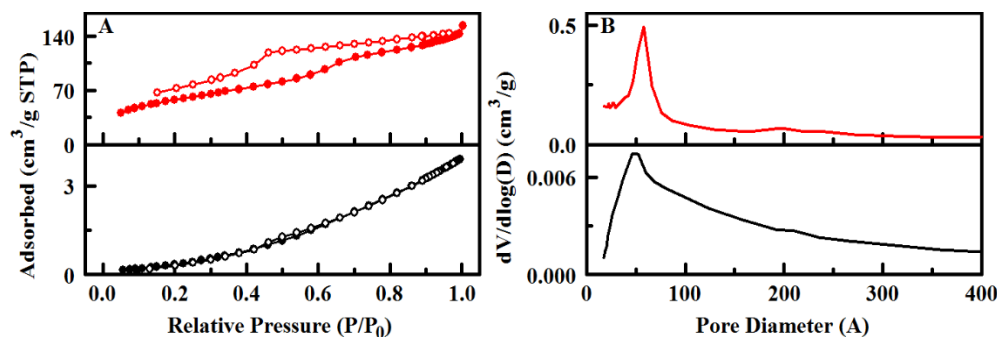 A
Adsorbed (cm³/g STP)
140
70
0
3
0
0.0 0.2 0.4 0.6 0.8 1.0
Relative Pressure (P/P₀)
B
dV/dlog(D) (cm³/g)
0.5
0.0
0.006
0.000
0 100 200 300 400
Pore Diameter (A)